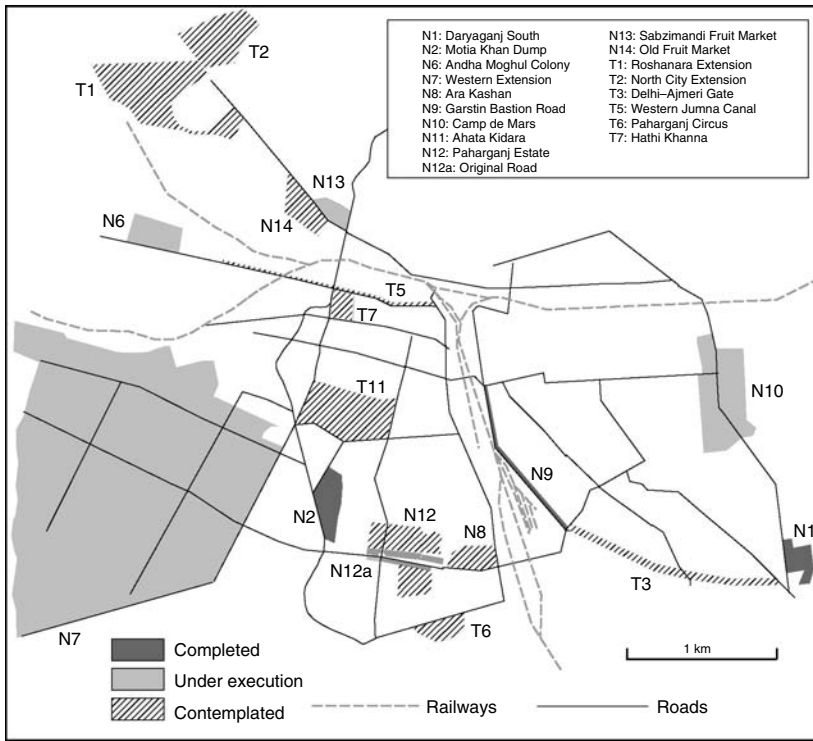 N1: Daryaganj South
N2: Motia Khan Dump
N6: Andha Moghul Colony
N7: Western Extension
N8: Ara Kashan
N9: Garstin Bastion Road
N10: Camp de Mars
N11: Ahata Kidara
N12: Paharganj Estate
N12a: Original Road
N13: Sabzimandi Fruit Market
N14: Old Fruit Market
T1: Roshanara Extension
T2: North City Extension
T3: Delhi–Ajmeri Gate
T5: Western Jumna Canal
T6: Paharganj Circus
T7: Hathi Khanna
T2
T1
N13
N14
N6
T5
T7
T11
N10
N9
N2
N12
N8
N1
N12a
T3
T6
N7
1 km
Completed
Under execution
Contemplated
Railways
Roads